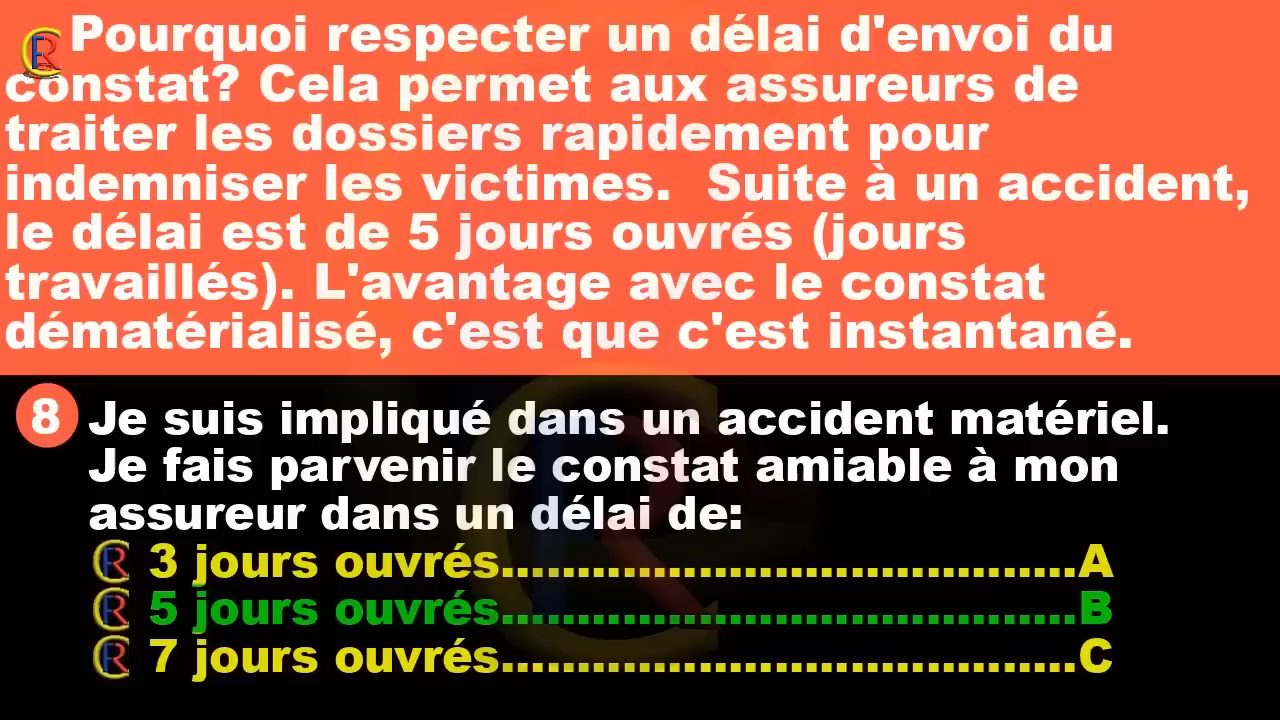 Pourquoi respecter un délai d'envoi du
constat? Cela permet aux assureurs de
traiter les dossiers rapidement pour
indemniser les victimes.  Suite à un accident,
le délai est de 5 jours ouvrés (jours
travaillés). L'avantage avec le constat
dématérialisé, c'est que c'est instantané.
8 Je suis impliqué dans un accident matériel.
Je fais parvenir le constat amiable à mon
assureur dans un délai de:
3 jours ouvrés......................................A
5 jours ouvrés......................................B
7 jours ouvrés......................................C